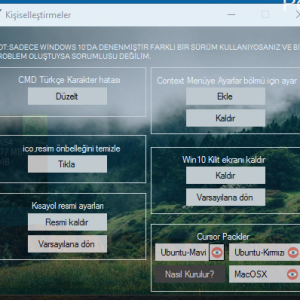 Kişiselleştirmeler
OT:SADECE WINDOWS 10'DA DENENMİŞTİR FARKLI BİR SÜRÜM KULLANIYOSANIZ VE Bİ
ROBLEM OLUŞTUYSA SORUMLUSU DEĞİLİM.
CMD Türkçe Karakter hatası
Düzelt
Context Menüye Ayarlar bölmü için ayar
Ekle
Kaldır
ico,resim önbelleğini temizle
Tıkla
Win10 Kilit ekranı kaldır
Kaldır
Varsayılana dön
Kısayol resmi ayarları
Resmi kaldır
Varsayılana dön
Cursor Packler
Ubuntu-Mavi
Ubuntu-Kırmızı
Nasıl Kurulur?
MacOSX